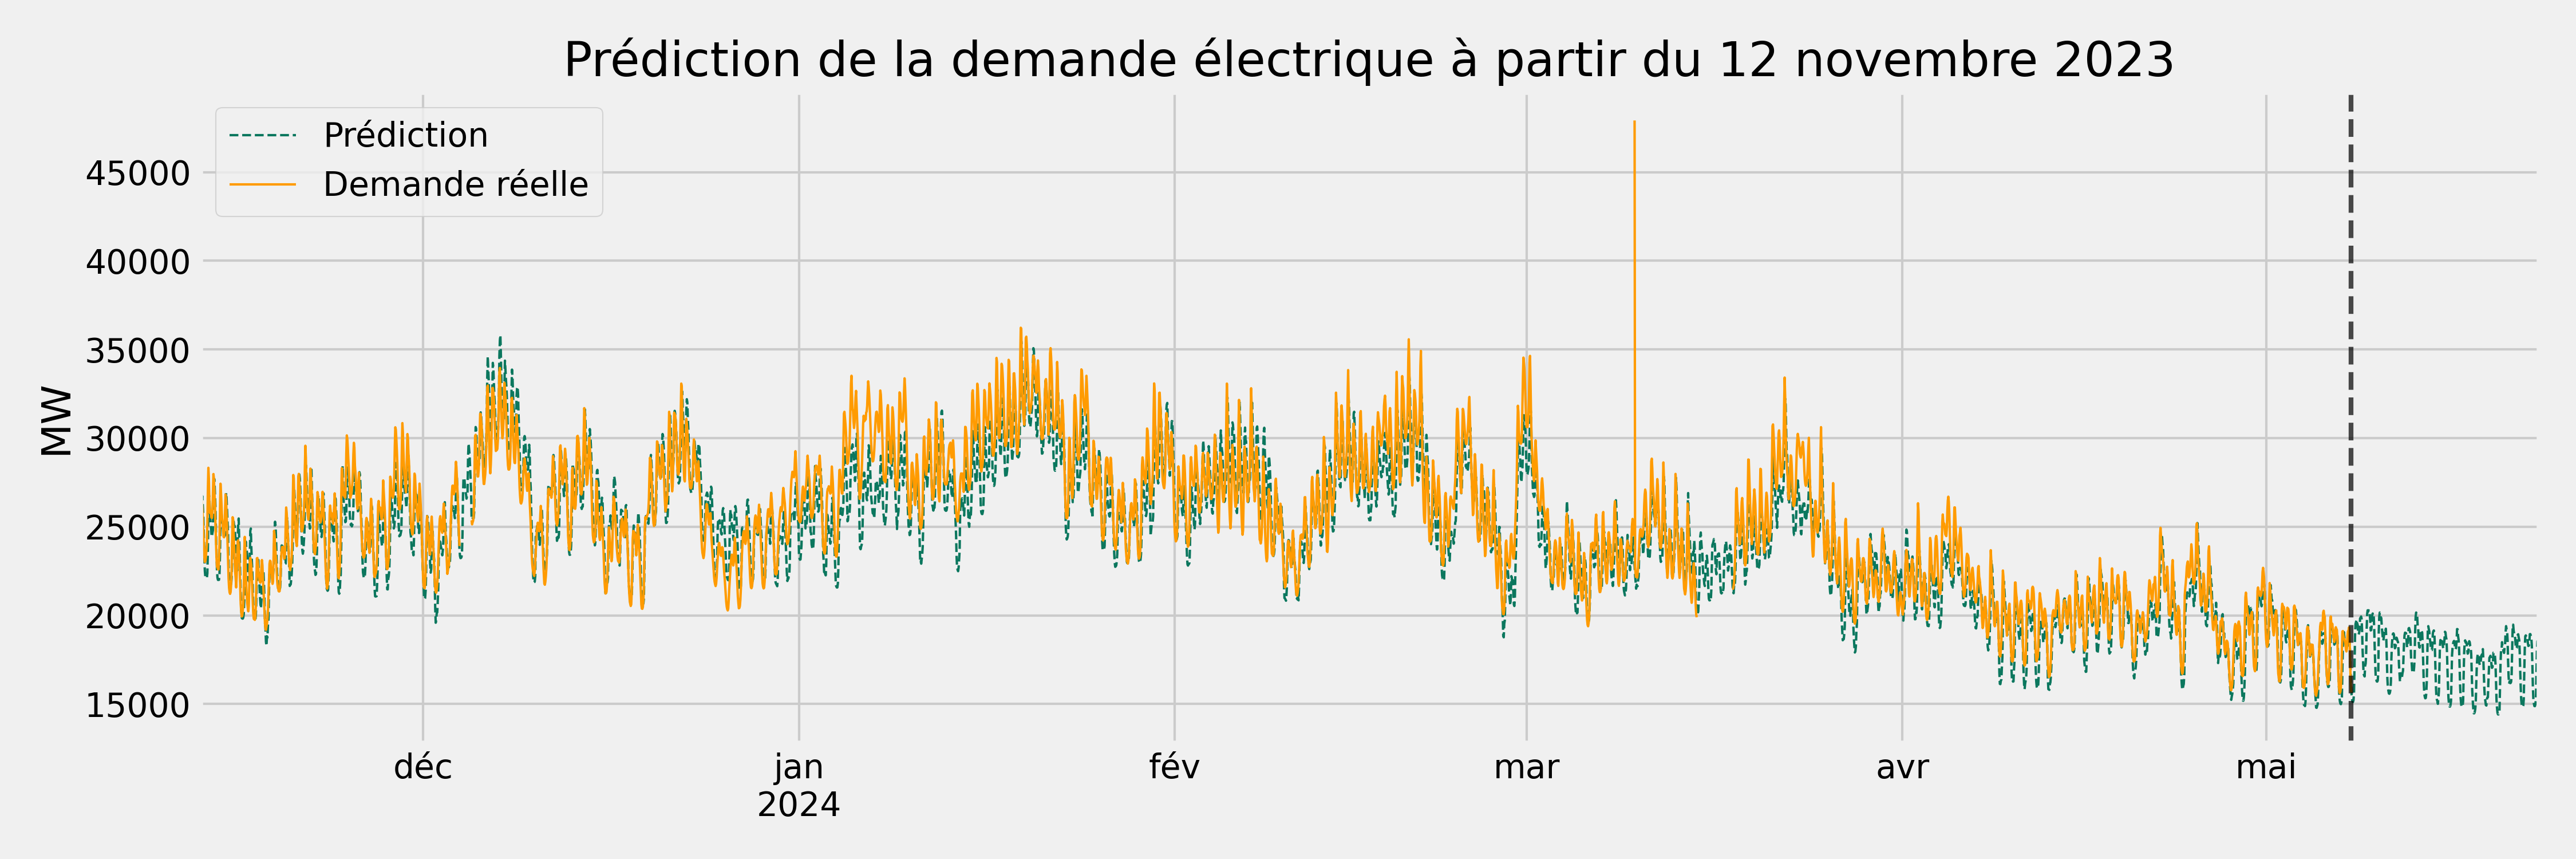 Prédiction de la demande électrique à partir du 12 novembre 2023
Prédiction
Demande réelle
45000
40000
35000
30000
25000
20000
15000
MW
déc
jan
2024
fév
mar
avr
mai